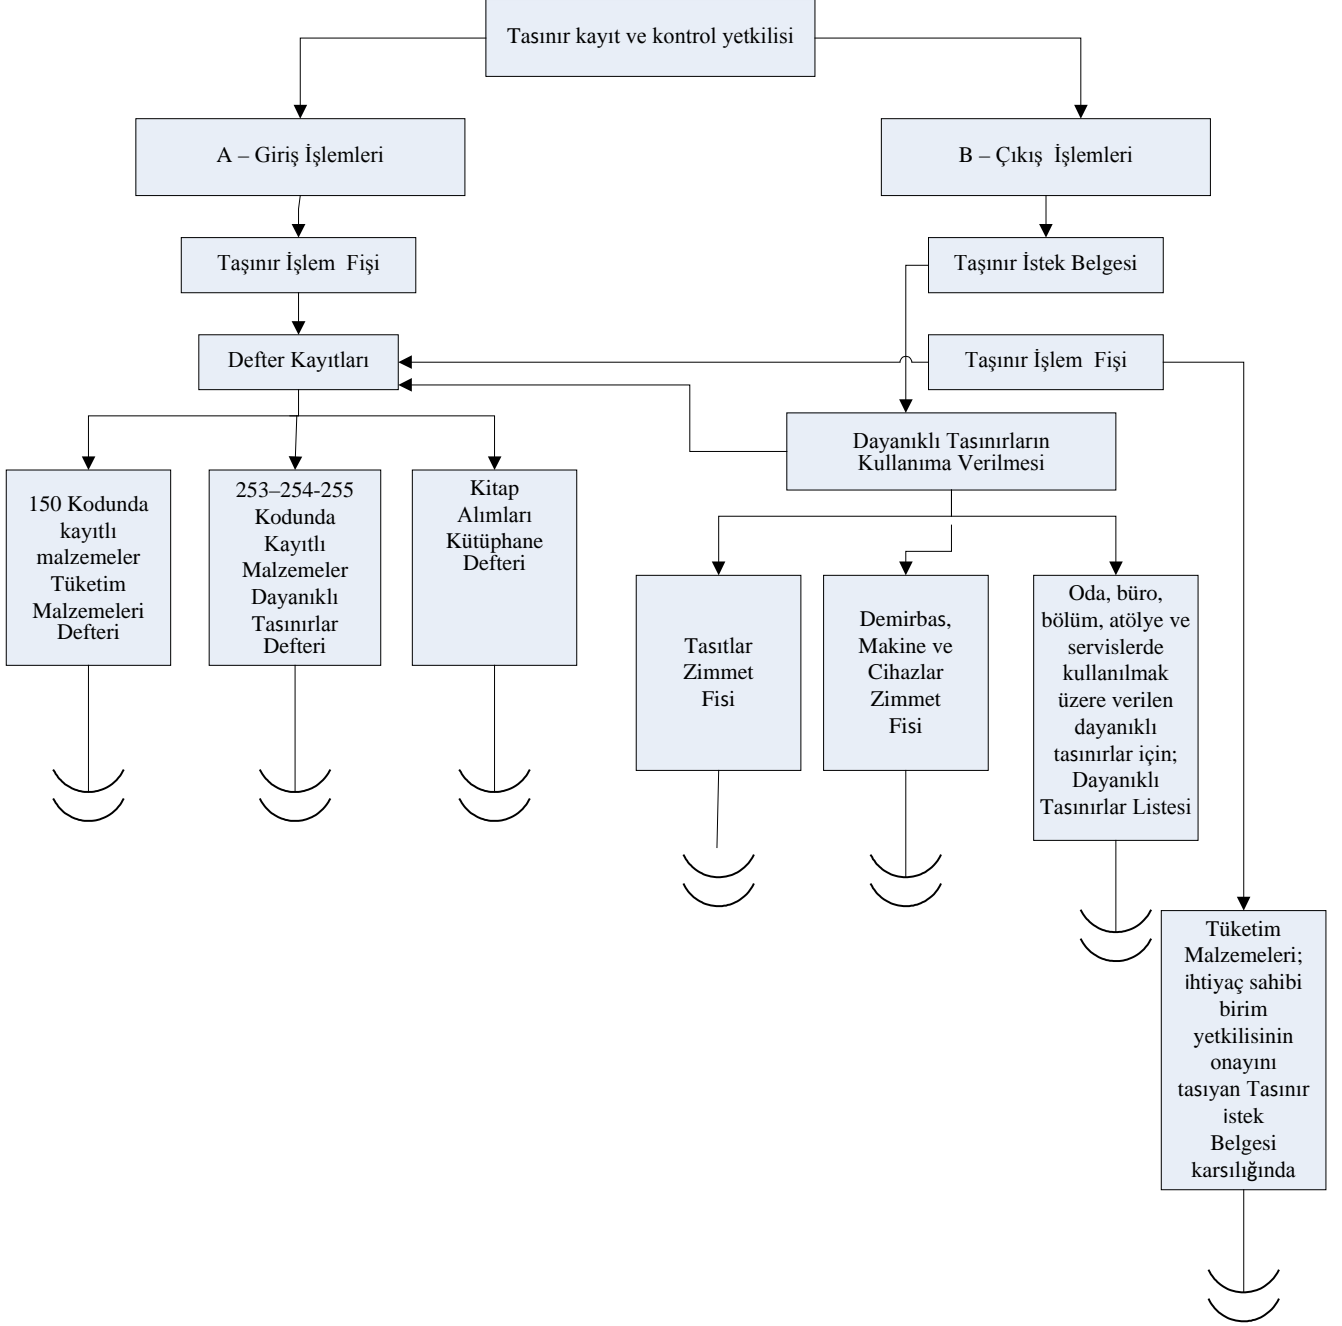 Tasınır kayıt ve kontrol yetkilisi
A – Giriş İşlemleri
B – Çıkış İşlemleri
Taşınır İşlem Fişi
Taşınır İstek Belgesi
Defter Kayıtları
Taşınır İşlem Fişi
Dayanıklı Tasınırların
Kullanıma Verilmesi
150 Kodunda
kayıtlı
malzemeler
Tüketim
Malzemeleri
Defteri
253–254-255
Kodunda
Kayıtlı
Malzemeler
Dayanıklı
Tasınırlar
Defteri
Kitap
Alımları
Kütüphane
Defteri
Tasıtlar
Zimmet
Fisi
Demirbas,
Makine ve
Cihazlar
Zimmet
Fisi
Oda, büro,
bölüm, atölye ve
servislerde
kullanılmak
üzere verilen
dayanıklı
tasınırlar için;
Dayanıklı
Tasınırlar Listesi
Tüketim
Malzemeleri;
ihtiyaç sahibi
birim
yetkilisinin
onayını
tasıyan Tasınır
istek
Belgesi
karsılığında